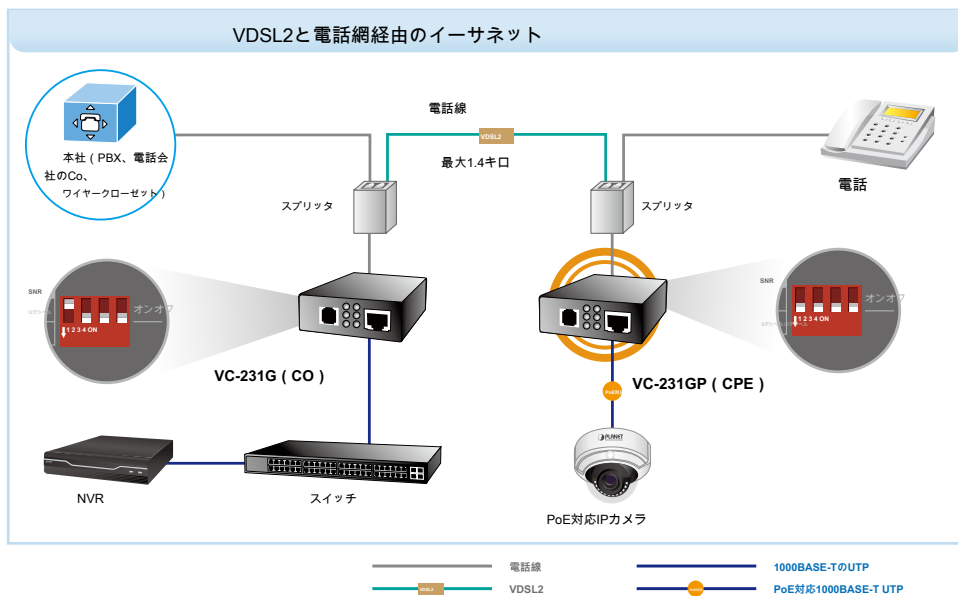 VDSL2と電話網経由のイーサネット
電話線
VDSL2
最大1.4キロ
本社 ( PBX、電話会
社のCo、
ワイヤークローゼット )
スプリッタ
スプリッタ
電話
SNR
オンオフ
1 2 3 4 ON
SNR
オンオフ
1 2 3 4 ON
VC-231G ( CO )
VC-231GP ( CPE )
PLANET
NVR
スイッチ
PoE対応IPカメラ
電話線
1000BASE-TのUTP
VDSL2
VDSL2
PoE対応1000BASE-T UTP